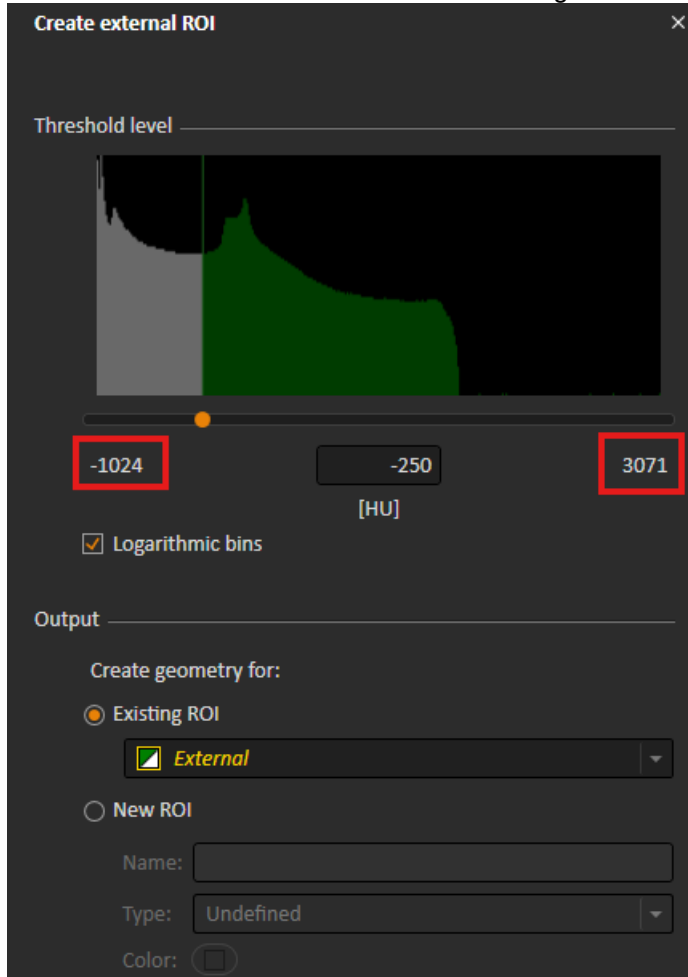 Create external ROI ×
Threshold level
-1024 -250 3071
[HU]
Logarithmic bins
Output
Create geometry for:
Existing ROI
External
New ROI
Name:
Type: Undefined
Color: